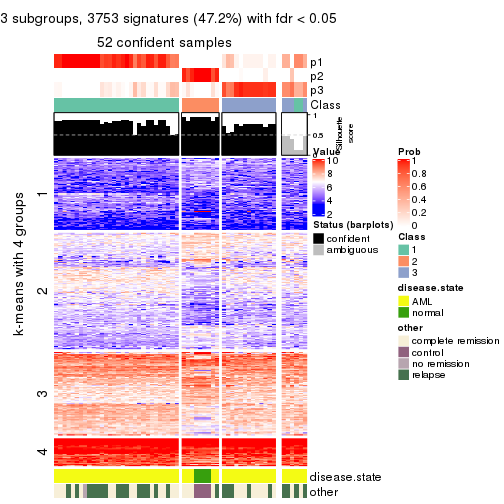 3 subgroups, 3753 signatures (47.2%) with fdr < 0.05
52 confident samples
p1
p2
p3
Class
1
0.5
0
Silhouette
score
k-means with 4 groups
1
2
3
4
disease.state
other
Value
10
8
6
4
2
Status (barplots)
confident
ambiguous
Prob
1
0.8
0.6
0.4
0.2
0
Class
1
2
3
disease.state
AML
normal
other
complete remission
control
no remission
relapse